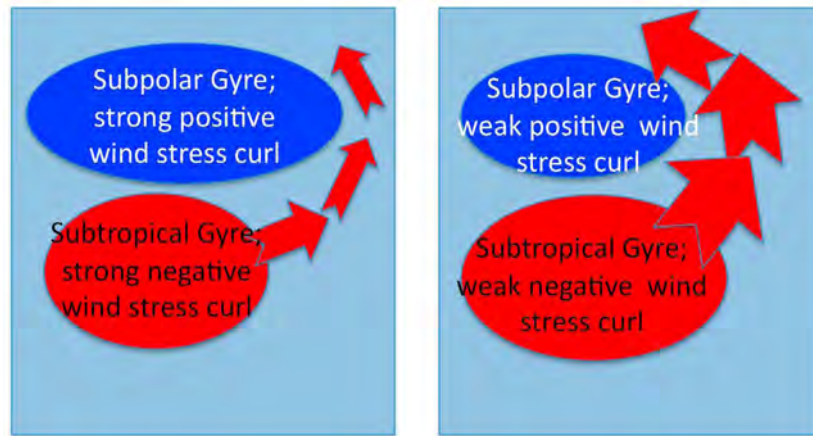 Subpolar Gyre;
strong positive
wind stress curl
Subtropical Gyre;
strong negative
wind stress curl
Subpolar Gyre;
weak positive wind
stress curl
Subtropical Gyre;
weak negative wind
stress curl